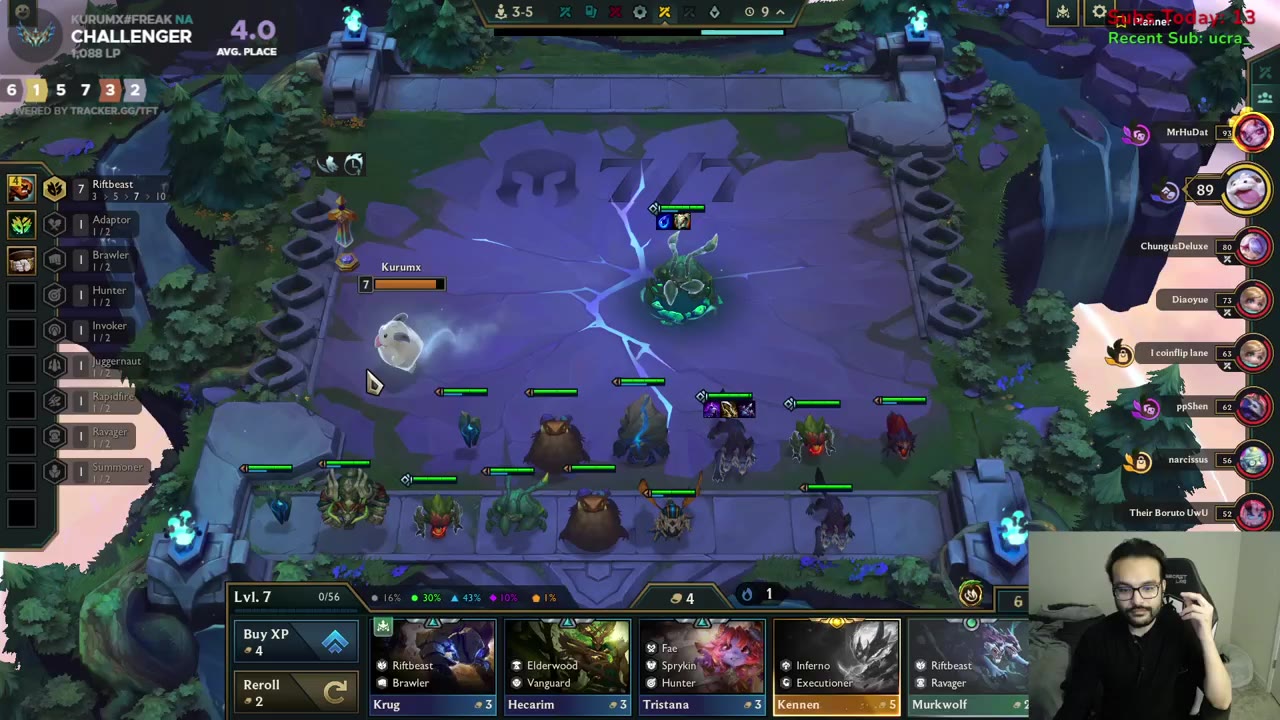 KURUMX#FREAK NA
CHALLENGER
1,088 LP
4.0
AVG. PLACE
6 1 5 7 3 2
POWERED BY TRACKER.GG/TFT
3-5
9
Planner
Subs Today: 13
Recent Sub: ucra
7/7
7 Riftbeast
3 > 5 > 7 > 10
1 Adaptor
1 / 2
1 Brawler
1 / 2
1 Hunter
1 / 2
1 Invoker
1 / 2
1 Juggernaut
1 / 2
1 Rapidfire
1 / 2
1 Ravager
1 / 2
1 Summoner
1 / 2
Kurumx
7
MrHuDat 93
89
ChungusDeluxe 80
Diaoyue 73
I coinflip lane 63
ppShen 62
narcissus 56
Their Boruto UwU 52
Lvl. 7 0/56
16% 30% 43% 10% 1%
4
1
6
Buy XP
4
Reroll
2
Riftbeast
Brawler
Krug 3
Elderwood
Vanguard
Hecarim 3
Fae
Sprykin
Hunter
Tristana 3
Inferno
Executioner
Kennen 5
Riftbeast
Ravager
Murkwolf 2